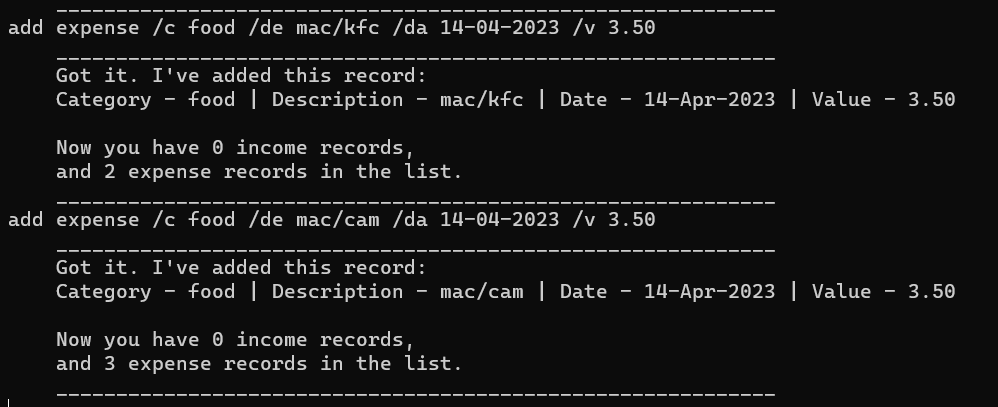 ____________________________________________________________
add expense /c food /de mac/kfc /da 14-04-2023 /v 3.50
____________________________________________________________
Got it. I've added this record:
Category - food | Description - mac/kfc | Date - 14-Apr-2023 | Value - 3.50
Now you have 0 income records,
and 2 expense records in the list.
____________________________________________________________
add expense /c food /de mac/cam /da 14-04-2023 /v 3.50
____________________________________________________________
Got it. I've added this record:
Category - food | Description - mac/cam | Date - 14-Apr-2023 | Value - 3.50
Now you have 0 income records,
and 3 expense records in the list.
____________________________________________________________